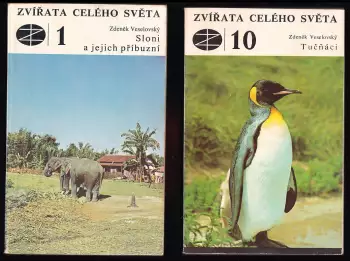 ZVÍŘATA CELÉHO SVĚTA
1
Zdeněk Veselovský
Sloni
a jejich příbuzní
ZVÍŘATA CELÉHO SVĚTA
10
Zdeněk Veselovský
Tučňáci